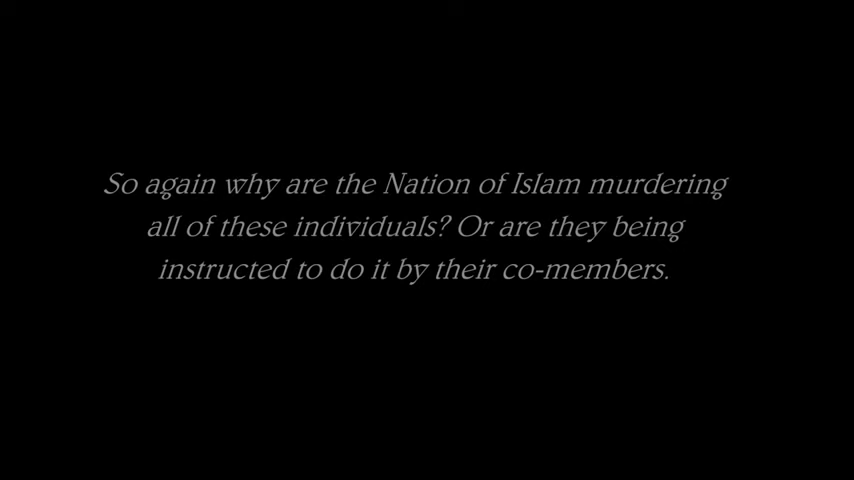 So again why are the Nation of Islam murdering
all of these individuals? Or are they being
instructed to do it by their co-members.